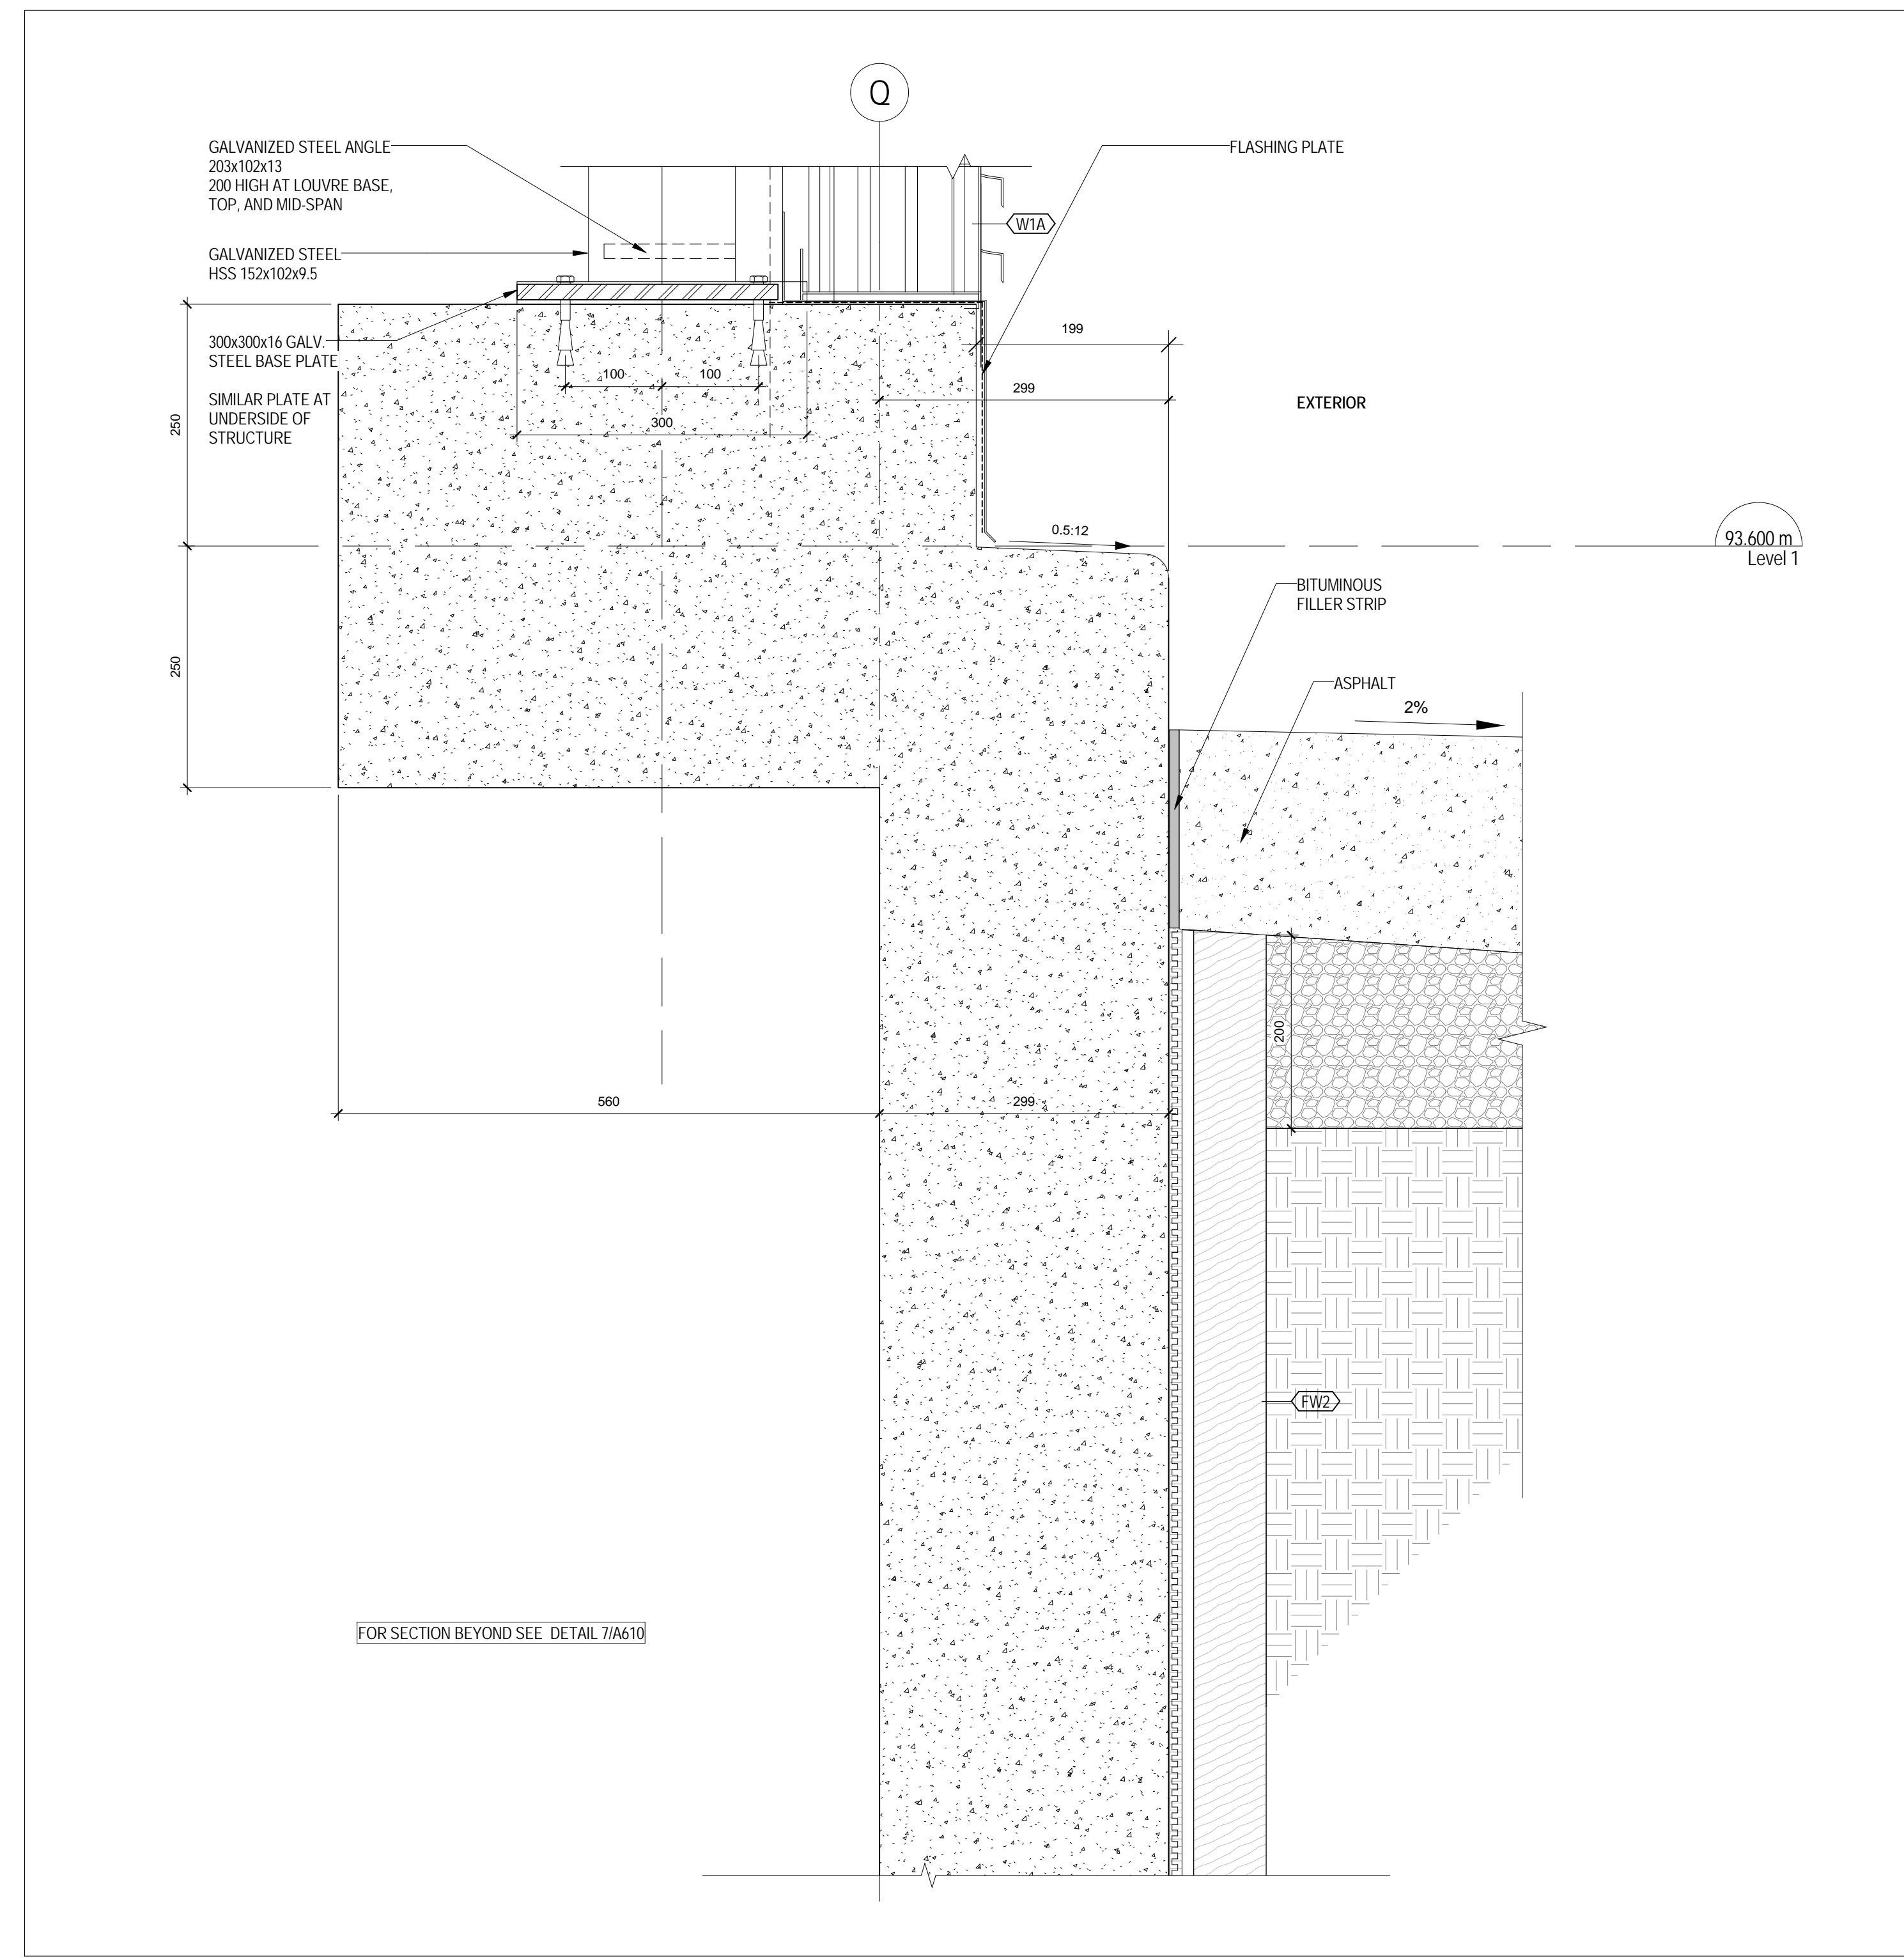 Q
GALVANIZED STEEL ANGLE
203x102x13
200 HIGH AT LOUVRE BASE,
TOP, AND MID-SPAN
FLASHING PLATE
W1A
GALVANIZED STEEL
HSS 152x102x9.5
300x300x16 GALV.
STEEL BASE PLATE
SIMILAR PLATE AT
UNDERSIDE OF
STRUCTURE
199
100
100
299
300
250
EXTERIOR
0.5:12
93.600 m
Level 1
BITUMINOUS
FILLER STRIP
250
ASPHALT
2%
200
560
299
FW2
FOR SECTION BEYOND SEE DETAIL 7/A610